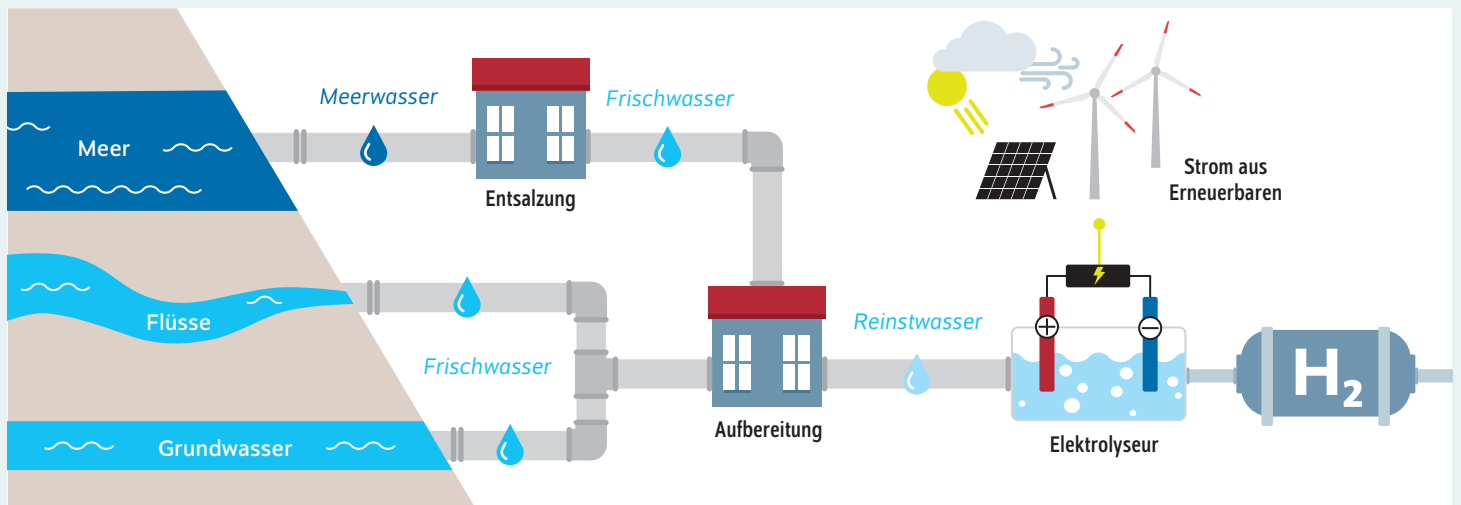 Meer
Meerwasser
Entsalzung
Frischwasser
Flüsse
Frischwasser
Grundwasser
Aufbereitung
Reinstwasser
Strom aus
Erneuerbaren
Elektrolyseur
H₂